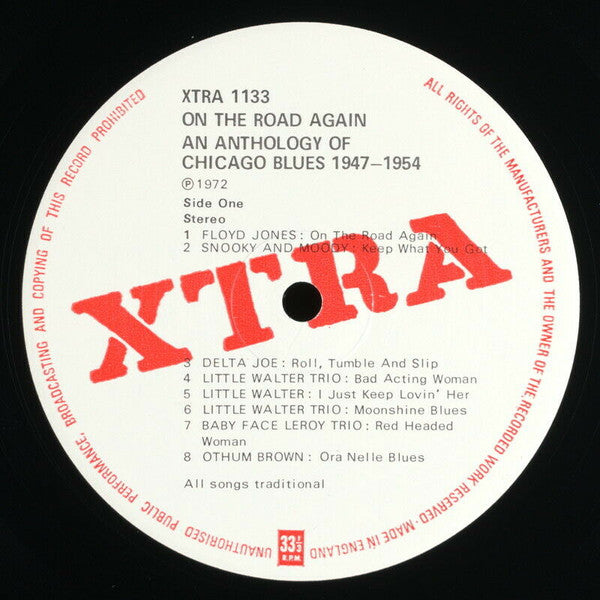 XTRA 1133
ON THE ROAD AGAIN
AN ANTHOLOGY OF
CHICAGO BLUES 1947–1954
℗ 1972
Side One
Stereo
1 FLOYD JONES : On The Road Again
2 SNOOKY AND MOODY : Keep What You Got
XTRA
3 DELTA JOE : Roll, Tumble And Slip
4 LITTLE WALTER TRIO : Bad Acting Woman
5 LITTLE WALTER : I Just Keep Lovin' Her
6 LITTLE WALTER TRIO : Moonshine Blues
7 BABY FACE LEROY TRIO : Red Headed
Woman
8 OTHUM BROWN : Ora Nelle Blues
All songs traditional
33⅓
R.P.M.
ALL RIGHTS OF THE MANUFACTURERS AND THE OWNER OF THE RECORDED WORK RESERVED · MADE IN ENGLAND
UNAUTHORISED PUBLIC PERFORMANCE, BROADCASTING AND COPYING OF THIS RECORD PROHIBITED